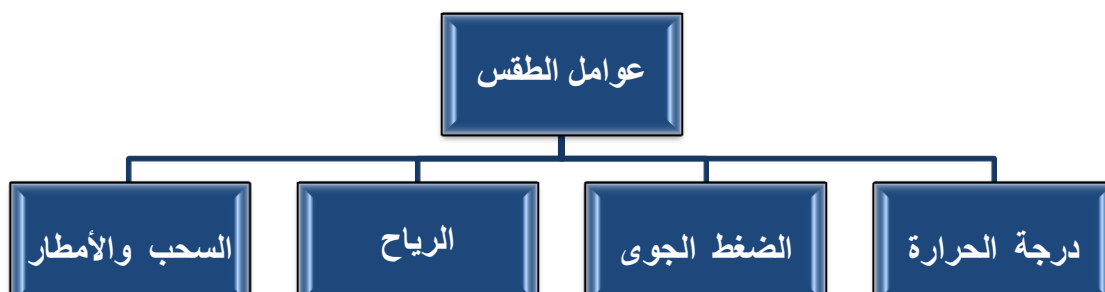 عوامل الطقس
درجة الحرارة
الضغط الجوى
الرياح
السحب والأمطار